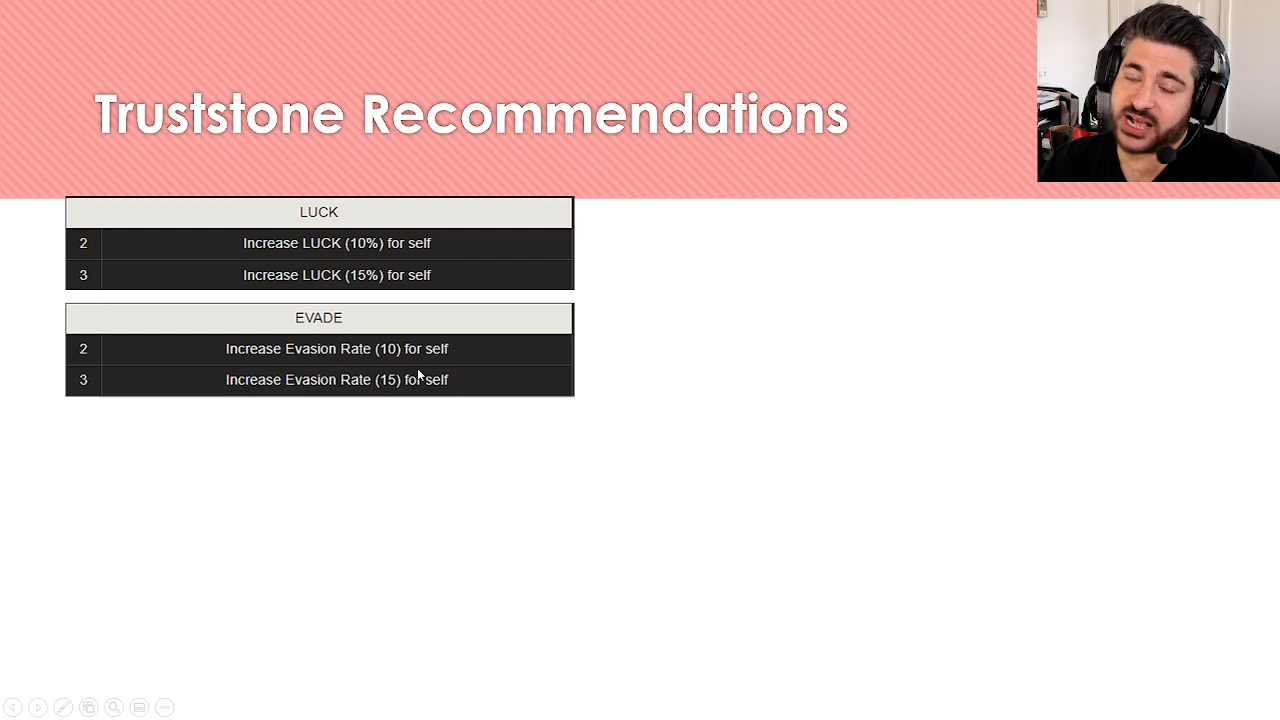 Truststone Recommendations
LUCK
2 Increase LUCK (10%) for self
3 Increase LUCK (15%) for self
EVADE
2 Increase Evasion Rate (10) for self
3 Increase Evasion Rate (15) for self